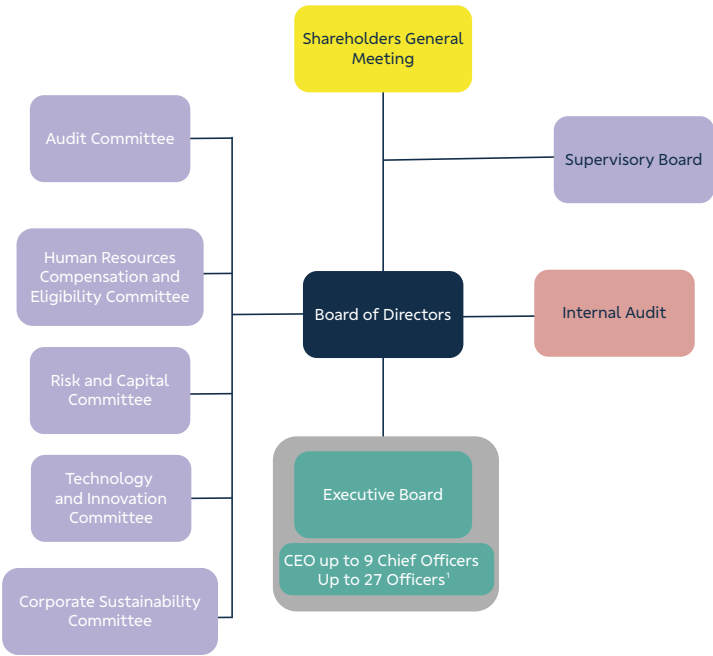 Shareholders General
Meeting
Audit Committee
Supervisory Board
Human Resources
Compensation and
Eligibility Committee
Board of Directors
Internal Audit
Risk and Capital
Committee
Technology
and Innovation
Committee
Executive Board
CEO up to 9 Chief Officers
Up to 27 Officers¹
Corporate Sustainability
Committee